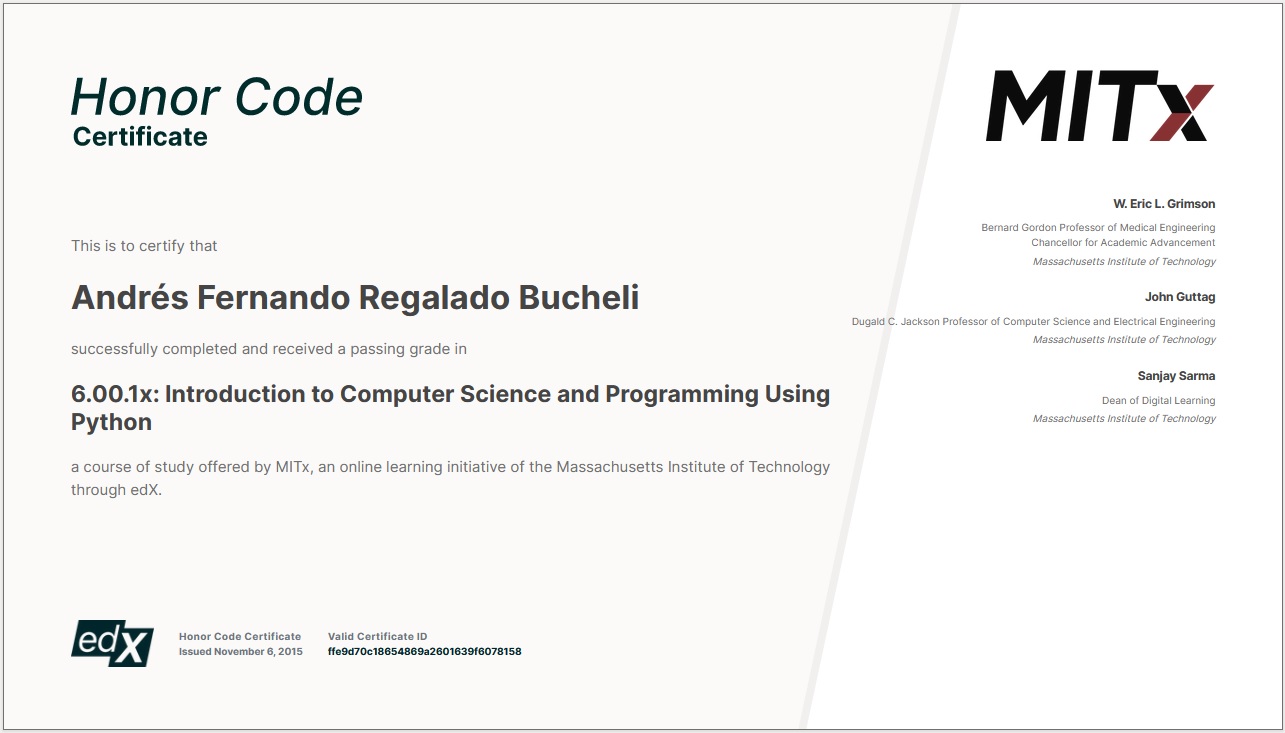 Honor Code
Certificate
This is to certify that
Andrés Fernando Regalado Bucheli
successfully completed and received a passing grade in
6.00.1x: Introduction to Computer Science and Programming Using
Python
a course of study offered by MITx, an online learning initiative of the Massachusetts Institute of Technology
through edX.
edX
Honor Code Certificate
Issued November 6, 2015
Valid Certificate ID
ffe9d70c18654869a2601639f6078158
MITx
W. Eric L. Grimson
Bernard Gordon Professor of Medical Engineering
Chancellor for Academic Advancement
Massachusetts Institute of Technology
John Guttag
Dugald C. Jackson Professor of Computer Science and Electrical Engineering
Massachusetts Institute of Technology
Sanjay Sarma
Dean of Digital Learning
Massachusetts Institute of Technology